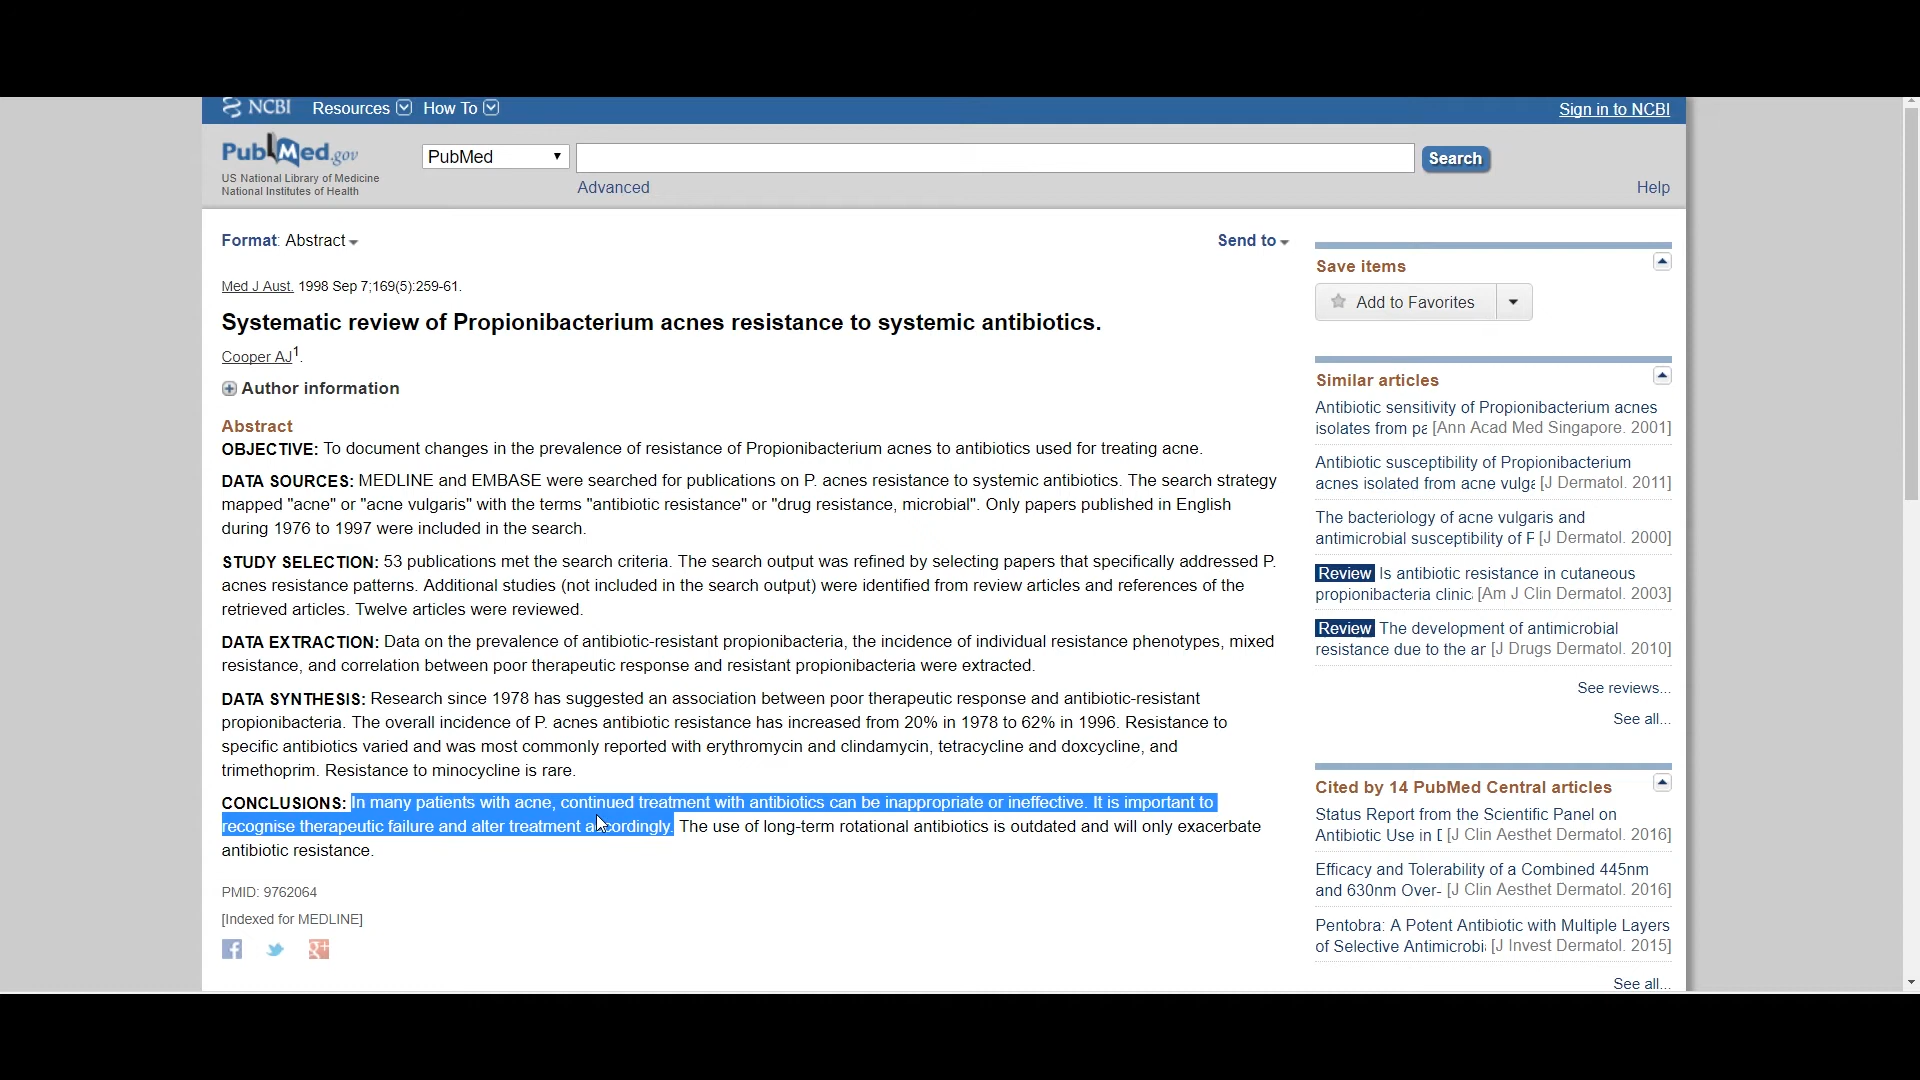 NCBI Resources How To Sign in to NCBI
PubMed.gov
US National Library of Medicine
National Institutes of Health
PubMed
Search
Advanced
Help
Format: Abstract
Send to
Med J Aust. 1998 Sep 7;169(5):259-61.
Systematic review of Propionibacterium acnes resistance to systemic antibiotics.
Cooper AJ1.
Author information
Abstract
OBJECTIVE: To document changes in the prevalence of resistance of Propionibacterium acnes to antibiotics used for treating acne.
DATA SOURCES: MEDLINE and EMBASE were searched for publications on P. acnes resistance to systemic antibiotics. The search strategy
mapped "acne" or "acne vulgaris" with the terms "antibiotic resistance" or "drug resistance, microbial". Only papers published in English
during 1976 to 1997 were included in the search.
STUDY SELECTION: 53 publications met the search criteria. The search output was refined by selecting papers that specifically addressed P.
acnes resistance patterns. Additional studies (not included in the search output) were identified from review articles and references of the
retrieved articles. Twelve articles were reviewed.
DATA EXTRACTION: Data on the prevalence of antibiotic-resistant propionibacteria, the incidence of individual resistance phenotypes, mixed
resistance, and correlation between poor therapeutic response and resistant propionibacteria were extracted.
DATA SYNTHESIS: Research since 1978 has suggested an association between poor therapeutic response and antibiotic-resistant
propionibacteria. The overall incidence of P. acnes antibiotic resistance has increased from 20% in 1978 to 62% in 1996. Resistance to
specific antibiotics varied and was most commonly reported with erythromycin and clindamycin, tetracycline and doxcycline, and
trimethoprim. Resistance to minocycline is rare.
CONCLUSIONS: In many patients with acne, continued treatment with antibiotics can be inappropriate or ineffective. It is important to
recognise therapeutic failure and alter treatment accordingly. The use of long-term rotational antibiotics is outdated and will only exacerbate
antibiotic resistance.
PMID: 9762064
[Indexed for MEDLINE]
Save items
Add to Favorites
Similar articles
Antibiotic sensitivity of Propionibacterium acnes
isolates from pa [Ann Acad Med Singapore. 2001]
Antibiotic susceptibility of Propionibacterium
acnes isolated from acne vulga [J Dermatol. 2011]
The bacteriology of acne vulgaris and
antimicrobial susceptibility of P [J Dermatol. 2000]
Review Is antibiotic resistance in cutaneous
propionibacteria clinic [Am J Clin Dermatol. 2003]
Review The development of antimicrobial
resistance due to the an [J Drugs Dermatol. 2010]
See reviews...
See all...
Cited by 14 PubMed Central articles
Status Report from the Scientific Panel on
Antibiotic Use in D [J Clin Aesthet Dermatol. 2016]
Efficacy and Tolerability of a Combined 445nm
and 630nm Over- [J Clin Aesthet Dermatol. 2016]
Pentobra: A Potent Antibiotic with Multiple Layers
of Selective Antimicrobi [J Invest Dermatol. 2015]
See all...